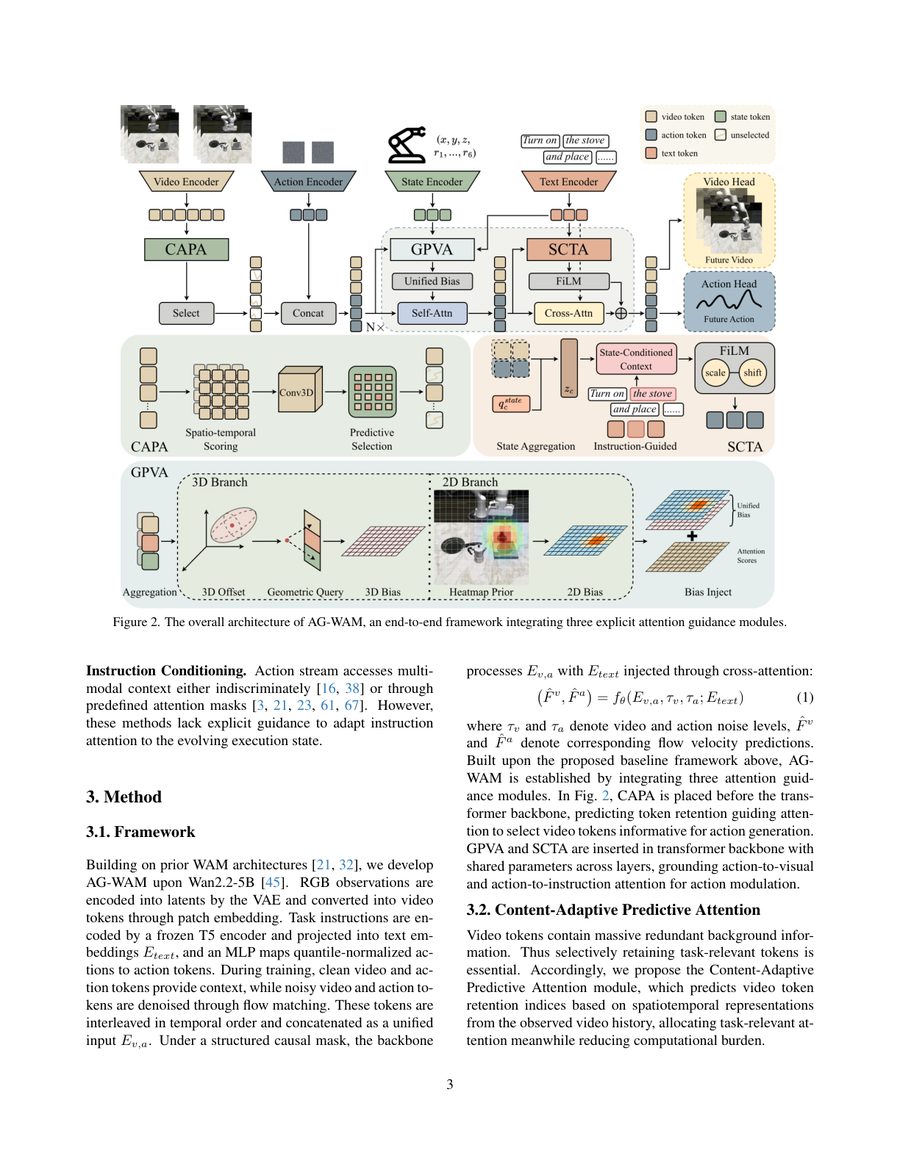 (x, y, z,
r1, ..., r6)
Turn on the stove
and place ......
video token state token
action token unselected
text token
Video Encoder Action Encoder State Encoder Text Encoder
Video Head
Future Video
CAPA GPVA SCTA
Unified Bias FiLM
Select Concat Self-Attn Cross-Attn
N×
Action Head
Future Action
Conv3D
Spatio-temporal
Scoring
Predictive
Selection
CAPA
q_c^state
z_c
State-Conditioned
Context
Turn on the stove
and place ......
FiLM
scale shift
State Aggregation Instruction-Guided SCTA
GPVA
3D Branch 2D Branch
Unified
Bias
Attention
Scores
Aggregation 3D Offset Geometric Query 3D Bias Heatmap Prior 2D Bias Bias Inject
Figure 2. The overall architecture of AG-WAM, an end-to-end framework integrating three explicit attention guidance modules.
Instruction Conditioning. Action stream accesses multi-
modal context either indiscriminately [16, 38] or through
predefined attention masks [3, 21, 23, 61, 67]. However,
these methods lack explicit guidance to adapt instruction
attention to the evolving execution state.
3. Method
3.1. Framework
Building on prior WAM architectures [21, 32], we develop
AG-WAM upon Wan2.2-5B [45]. RGB observations are
encoded into latents by the VAE and converted into video
tokens through patch embedding. Task instructions are en-
coded by a frozen T5 encoder and projected into text em-
beddings E_text, and an MLP maps quantile-normalized ac-
tions to action tokens. During training, clean video and ac-
tion tokens provide context, while noisy video and action to-
kens are denoised through flow matching. These tokens are
interleaved in temporal order and concatenated as a unified
input E_v,a. Under a structured causal mask, the backbone
processes E_v,a with E_text injected through cross-attention:
(F̂^v, F̂^a) = f_θ(E_v,a, τ_v, τ_a; E_text) (1)
where τ_v and τ_a denote video and action noise levels, F̂^v
and F̂^a denote corresponding flow velocity predictions.
Built upon the proposed baseline framework above, AG-
WAM is established by integrating three attention guid-
ance modules. In Fig. 2, CAPA is placed before the trans-
former backbone, predicting token retention guiding atten-
tion to select video tokens informative for action generation.
GPVA and SCTA are inserted in transformer backbone with
shared parameters across layers, grounding action-to-visual
and action-to-instruction attention for action modulation.
3.2. Content-Adaptive Predictive Attention
Video tokens contain massive redundant background infor-
mation. Thus selectively retaining task-relevant tokens is
essential. Accordingly, we propose the Content-Adaptive
Predictive Attention module, which predicts video token
retention indices based on spatiotemporal representations
from the observed video history, allocating task-relevant at-
tention meanwhile reducing computational burden.
3